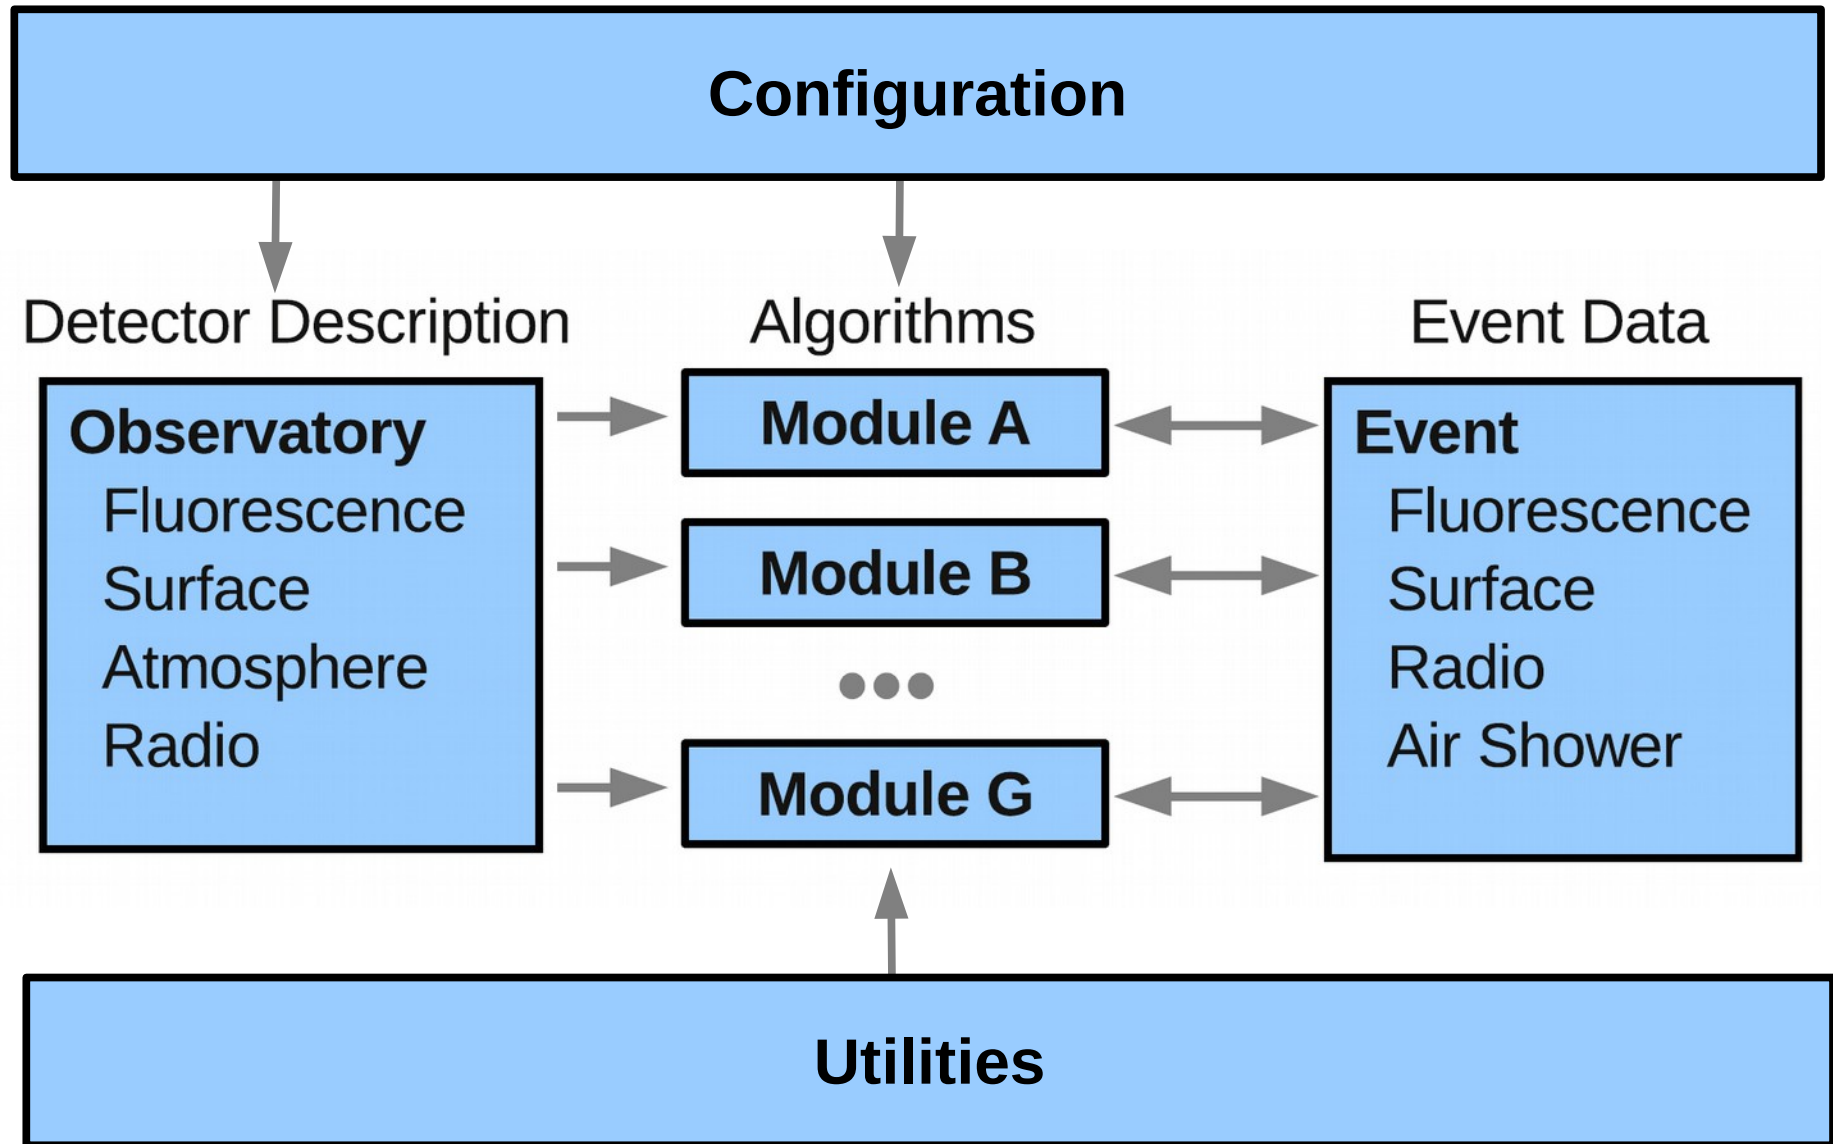 Configuration
Detector Description
Algorithms
Event Data
Observatory
Fluorescence
Surface
Atmosphere
Radio
Module A
Module B
Module G
Event
Fluorescence
Surface
Radio
Air Shower
Utilities